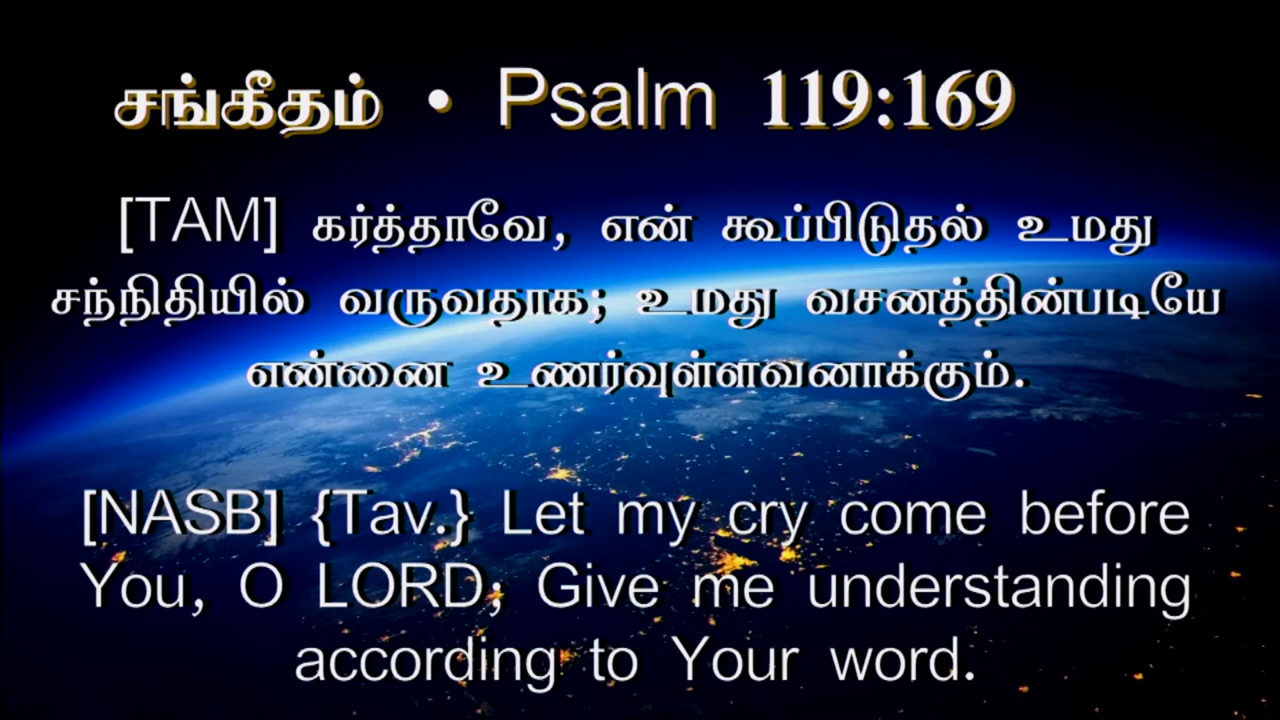 சங்கீதம் • Psalm 119:169
[TAM] கர்த்தாவே, என் கூப்பிடுதல் உமது
சந்நிதியில் வருவதாக; உமது வசனத்தின்படியே
என்னை உணர்வுள்ளவனாக்கும்.
[NASB] {Tav.} Let my cry come before
You, O LORD; Give me understanding
according to Your word.